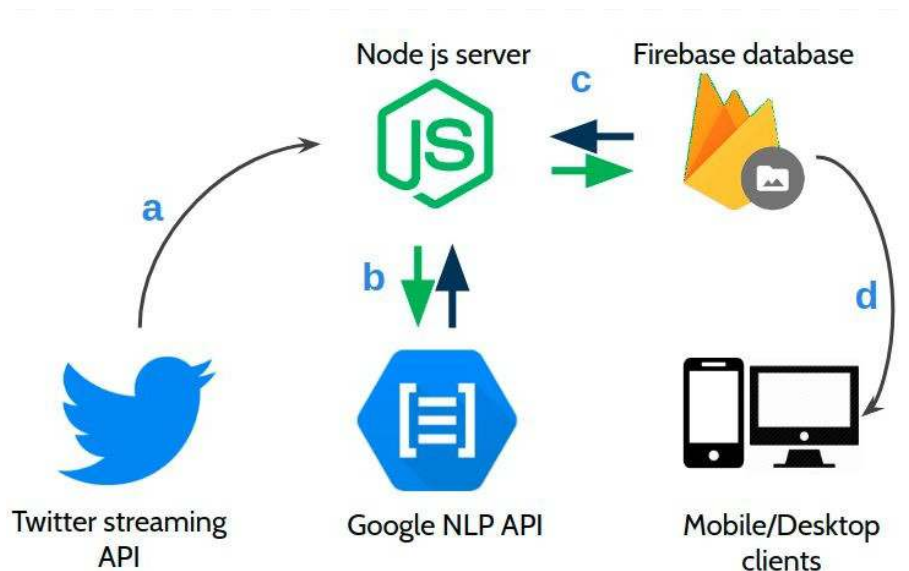 Node js server
Firebase database
c
JS
a
b
d
Twitter streaming
API
Google NLP API
Mobile/Desktop
clients